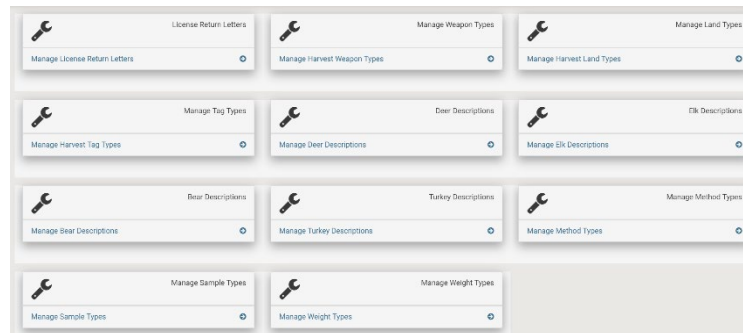 License Return Letters
Manage License Return Letters
Manage Weapon Types
Manage Harvest Weapon Types
Manage Land Types
Manage Harvest Land Types
Manage Tag Types
Manage Harvest Tag Types
Deer Descriptions
Manage Deer Descriptions
Elk Descriptions
Manage Elk Descriptions
Bear Descriptions
Manage Bear Descriptions
Turkey Descriptions
Manage Turkey Descriptions
Manage Method Types
Manage Method Types
Manage Sample Types
Manage Sample Types
Manage Weight Types
Manage Weight Types